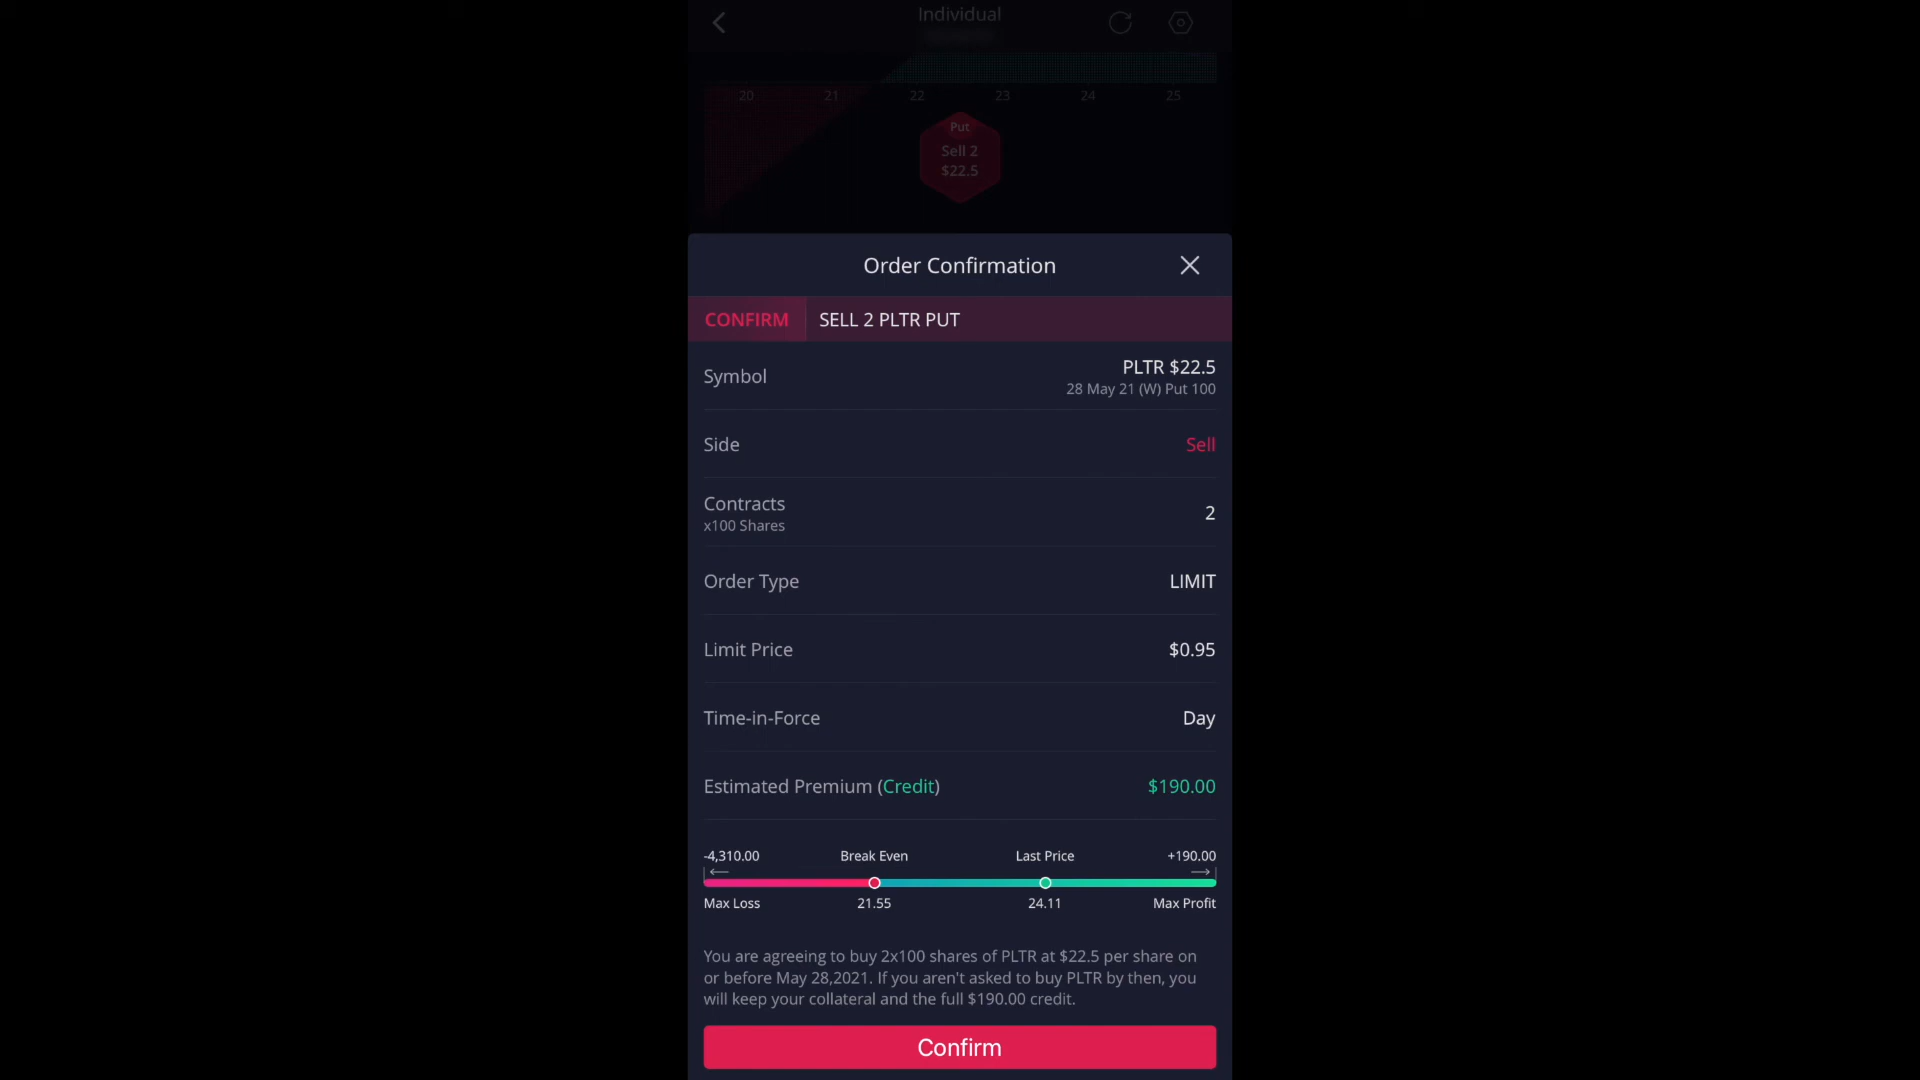 Individual
20 21 22 23 24 25
Put
Sell 2
$22.5
Order Confirmation
CONFIRM SELL 2 PLTR PUT
Symbol PLTR $22.5
28 May 21 (W) Put 100
Side Sell
Contracts 2
x100 Shares
Order Type LIMIT
Limit Price $0.95
Time-in-Force Day
Estimated Premium (Credit) $190.00
-4,310.00 Break Even Last Price +190.00
Max Loss 21.55 24.11 Max Profit
You are agreeing to buy 2x100 shares of PLTR at $22.5 per share on
or before May 28,2021. If you aren't asked to buy PLTR by then, you
will keep your collateral and the full $190.00 credit.
Confirm